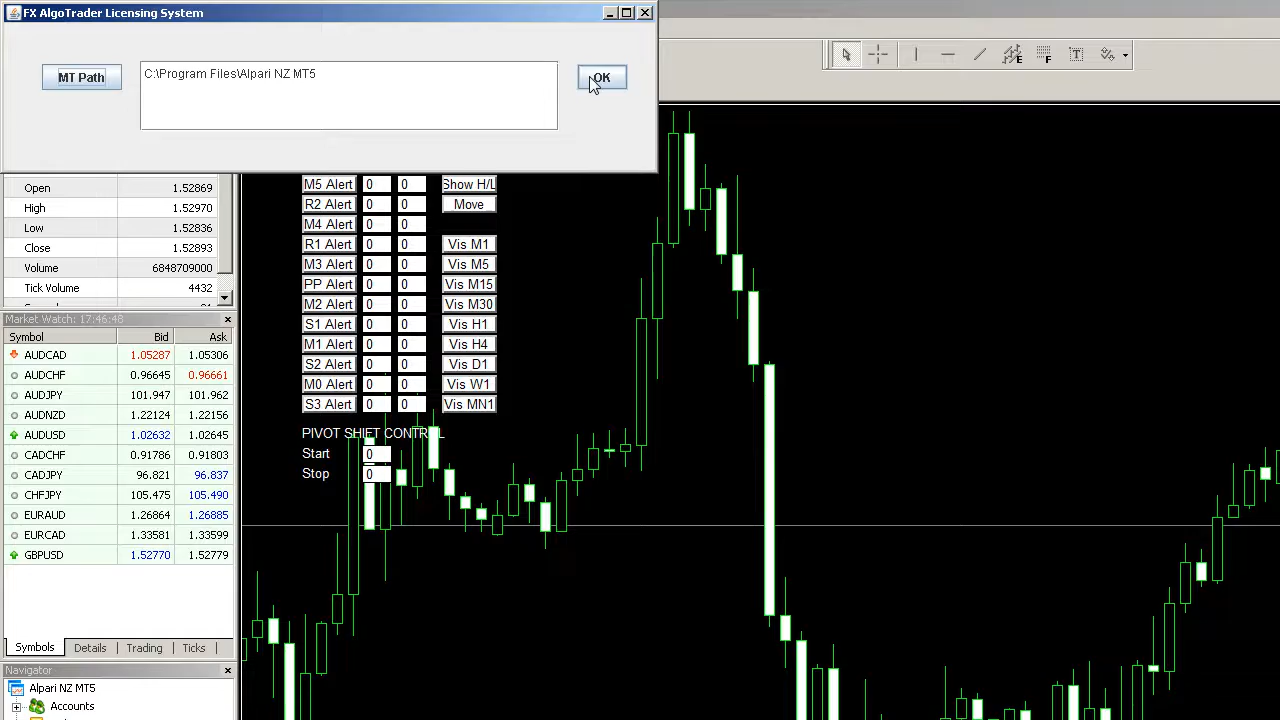 FX AlgoTrader Licensing System
MT Path
C:\Program Files\Alpari NZ MT5
OK
E
F
T
Open 1.52869
High 1.52970
Low 1.52836
Close 1.52893
Volume 6848709000
Tick Volume 4432
M5 Alert 0 0 Show H/L
R2 Alert 0 0 Move
M4 Alert 0 0
R1 Alert 0 0 Vis M1
M3 Alert 0 0 Vis M5
PP Alert 0 0 Vis M15
M2 Alert 0 0 Vis M30
S1 Alert 0 0 Vis H1
M1 Alert 0 0 Vis H4
S2 Alert 0 0 Vis D1
M0 Alert 0 0 Vis W1
S3 Alert 0 0 Vis MN1
PIVOT SHIFT CONTROL
Start 0
Stop 0
Market Watch: 17:46:48
Symbol Bid Ask
AUDCAD 1.05287 1.05306
AUDCHF 0.96645 0.96661
AUDJPY 101.947 101.962
AUDNZD 1.22124 1.22156
AUDUSD 1.02632 1.02645
CADCHF 0.91786 0.91803
CADJPY 96.821 96.837
CHFJPY 105.475 105.490
EURAUD 1.26864 1.26885
EURCAD 1.33581 1.33599
GBPUSD 1.52770 1.52779
Symbols Details Trading Ticks
Navigator
Alpari NZ MT5
Accounts